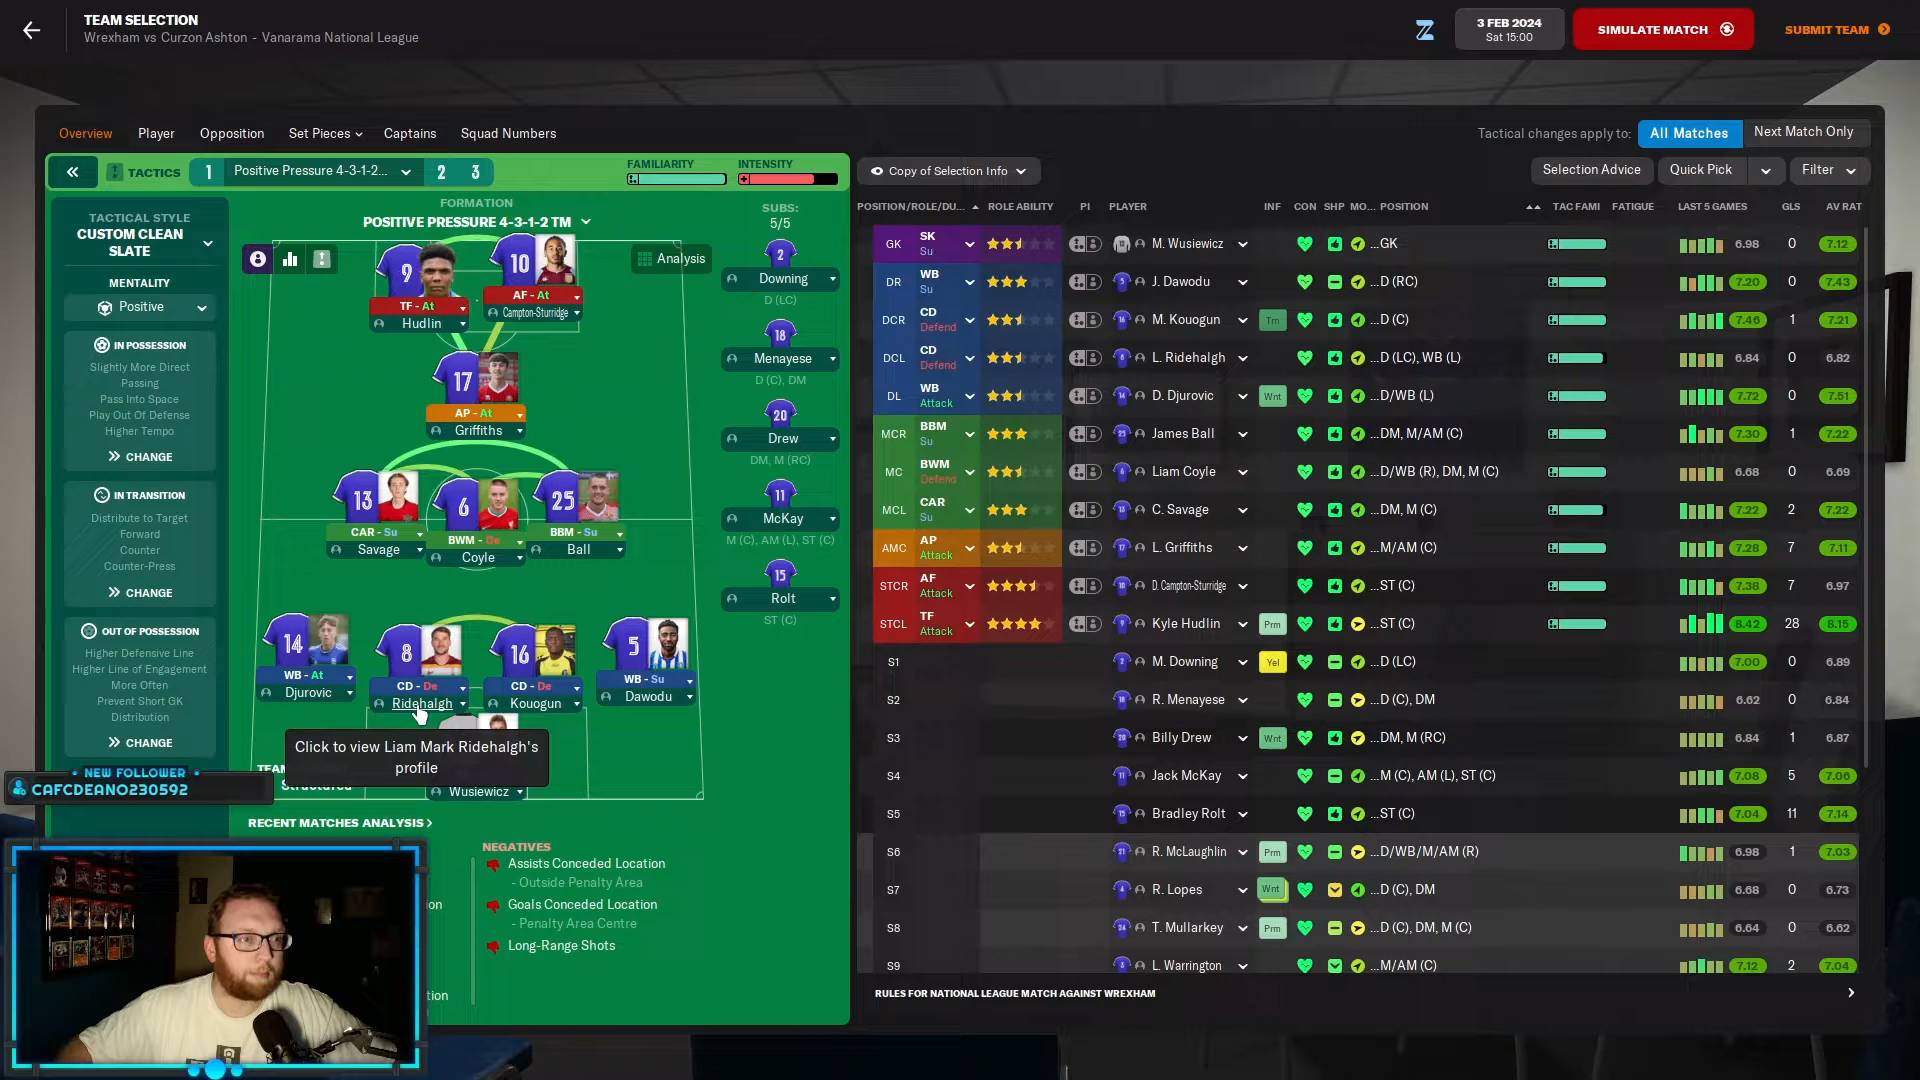 TEAM SELECTION
Wrexham vs Curzon Ashton - Vanarama National League
3 FEB 2024
Sat 15:00
SIMULATE MATCH
SUBMIT TEAM
Overview
Player
Opposition
Set Pieces
Captains
Squad Numbers
Tactical changes apply to:
All Matches
Next Match Only
TACTICS
1
Positive Pressure 4-3-1-2...
2
3
FAMILIARITY
INTENSITY
Copy of Selection Info
Selection Advice
Quick Pick
Filter
TACTICAL STYLE
CUSTOM CLEAN
SLATE
MENTALITY
Positive
IN POSSESSION
Slightly More Direct
Passing
Pass Into Space
Play Out Of Defense
Higher Tempo
CHANGE
IN TRANSITION
Distribute to Target
Forward
Counter
Counter-Press
CHANGE
OUT OF POSSESSION
Higher Defensive Line
Higher Line of Engagement
More Often
Prevent Short GK
Distribution
CHANGE
FORMATION
POSITIVE PRESSURE 4-3-1-2 TM
Analysis
9
TF - At
Hudlin
10
AF - At
Campton-Sturridge
17
AP - At
Griffiths
13
CAR - Su
Savage
6
BWM - De
Coyle
25
BBM - Su
Ball
14
WB - At
Djurovic
8
CD - De
Ridehalgh
16
CD - De
Kouogun
5
WB - Su
Dawodu
Click to view Liam Mark Ridehalgh's
profile
Wusiewicz
SUBS:
5/5
2
Downing
D (LC)
18
Menayese
D (C), DM
20
Drew
DM, M (RC)
11
McKay
M (C), AM (L), ST (C)
15
Rolt
ST (C)
NEW FOLLOWER
CAFCDEANO230592
RECENT MATCHES ANALYSIS
NEGATIVES
Assists Conceded Location
- Outside Penalty Area
Goals Conceded Location
- Penalty Area Centre
Long-Range Shots
POSITION/ROLE/DU... ROLE ABILITY PI PLAYER INF CON SHP MO... POSITION TAC FAMI FATIGUE LAST 5 GAMES GLS AV RAT
GK SK Su M. Wusiewicz ...GK 6.98 0 7.12
DR WB Su J. Dawodu ...D (RC) 7.20 0 7.43
DCR CD Defend M. Kouogun Trn ...D (C) 7.46 1 7.21
DCL CD Defend L. Ridehalgh ...D (LC), WB (L) 6.84 0 6.82
DL WB Attack D. Djurovic Wnt ...D/WB (L) 7.72 0 7.51
MCR BBM Su James Ball ...DM, M/AM (C) 7.30 1 7.22
MC BWM Defend Liam Coyle ...D/WB (R), DM, M (C) 6.68 0 6.69
MCL CAR Su C. Savage ...DM, M (C) 7.22 2 7.22
AMC AP Attack L. Griffiths ...M/AM (C) 7.28 7 7.11
STCR AF Attack D. Campton-Sturridge ...ST (C) 7.38 7 6.97
STCL TF Attack Kyle Hudlin Prm ...ST (C) 8.42 28 8.15
S1 M. Downing Yel ...D (LC) 7.00 0 6.89
S2 R. Menayese ...D (C), DM 6.62 0 6.64
S3 Billy Drew Wnt ...DM, M (RC) 6.84 1 6.87
S4 Jack McKay ...M (C), AM (L), ST (C) 7.08 5 7.06
S5 Bradley Rolt ...ST (C) 7.04 11 7.14
S6 R. McLaughlin Prm ...D/WB/M/AM (R) 6.98 1 7.03
S7 R. Lopes Wnt ...D (C), DM 6.68 0 6.73
S8 T. Mullarkey Prm ...D (C), DM, M (C) 6.64 0 6.62
S9 L. Warrington ...M/AM (C) 7.12 2 7.04
RULES FOR NATIONAL LEAGUE MATCH AGAINST WREXHAM